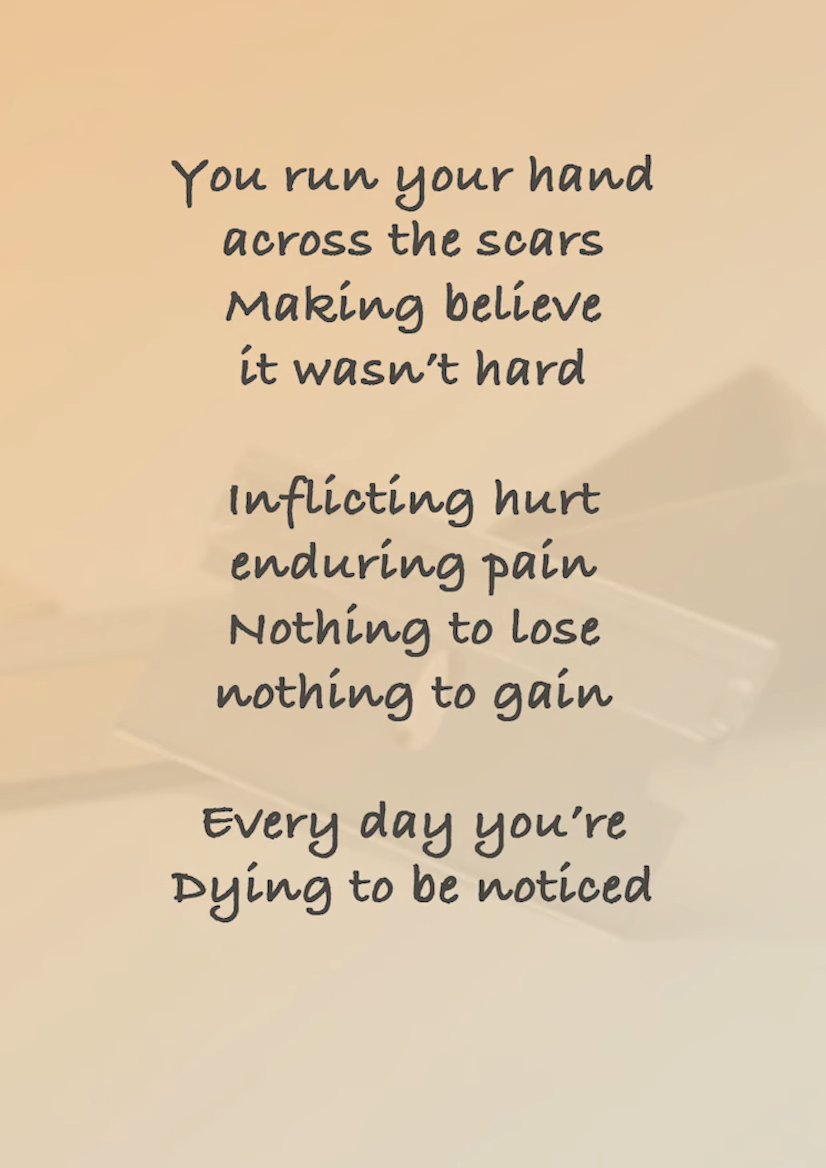 You run your hand
across the scars
Making believe
it wasn't hard
Inflicting hurt
enduring pain
Nothing to lose
nothing to gain
Every day you're
Dying to be noticed